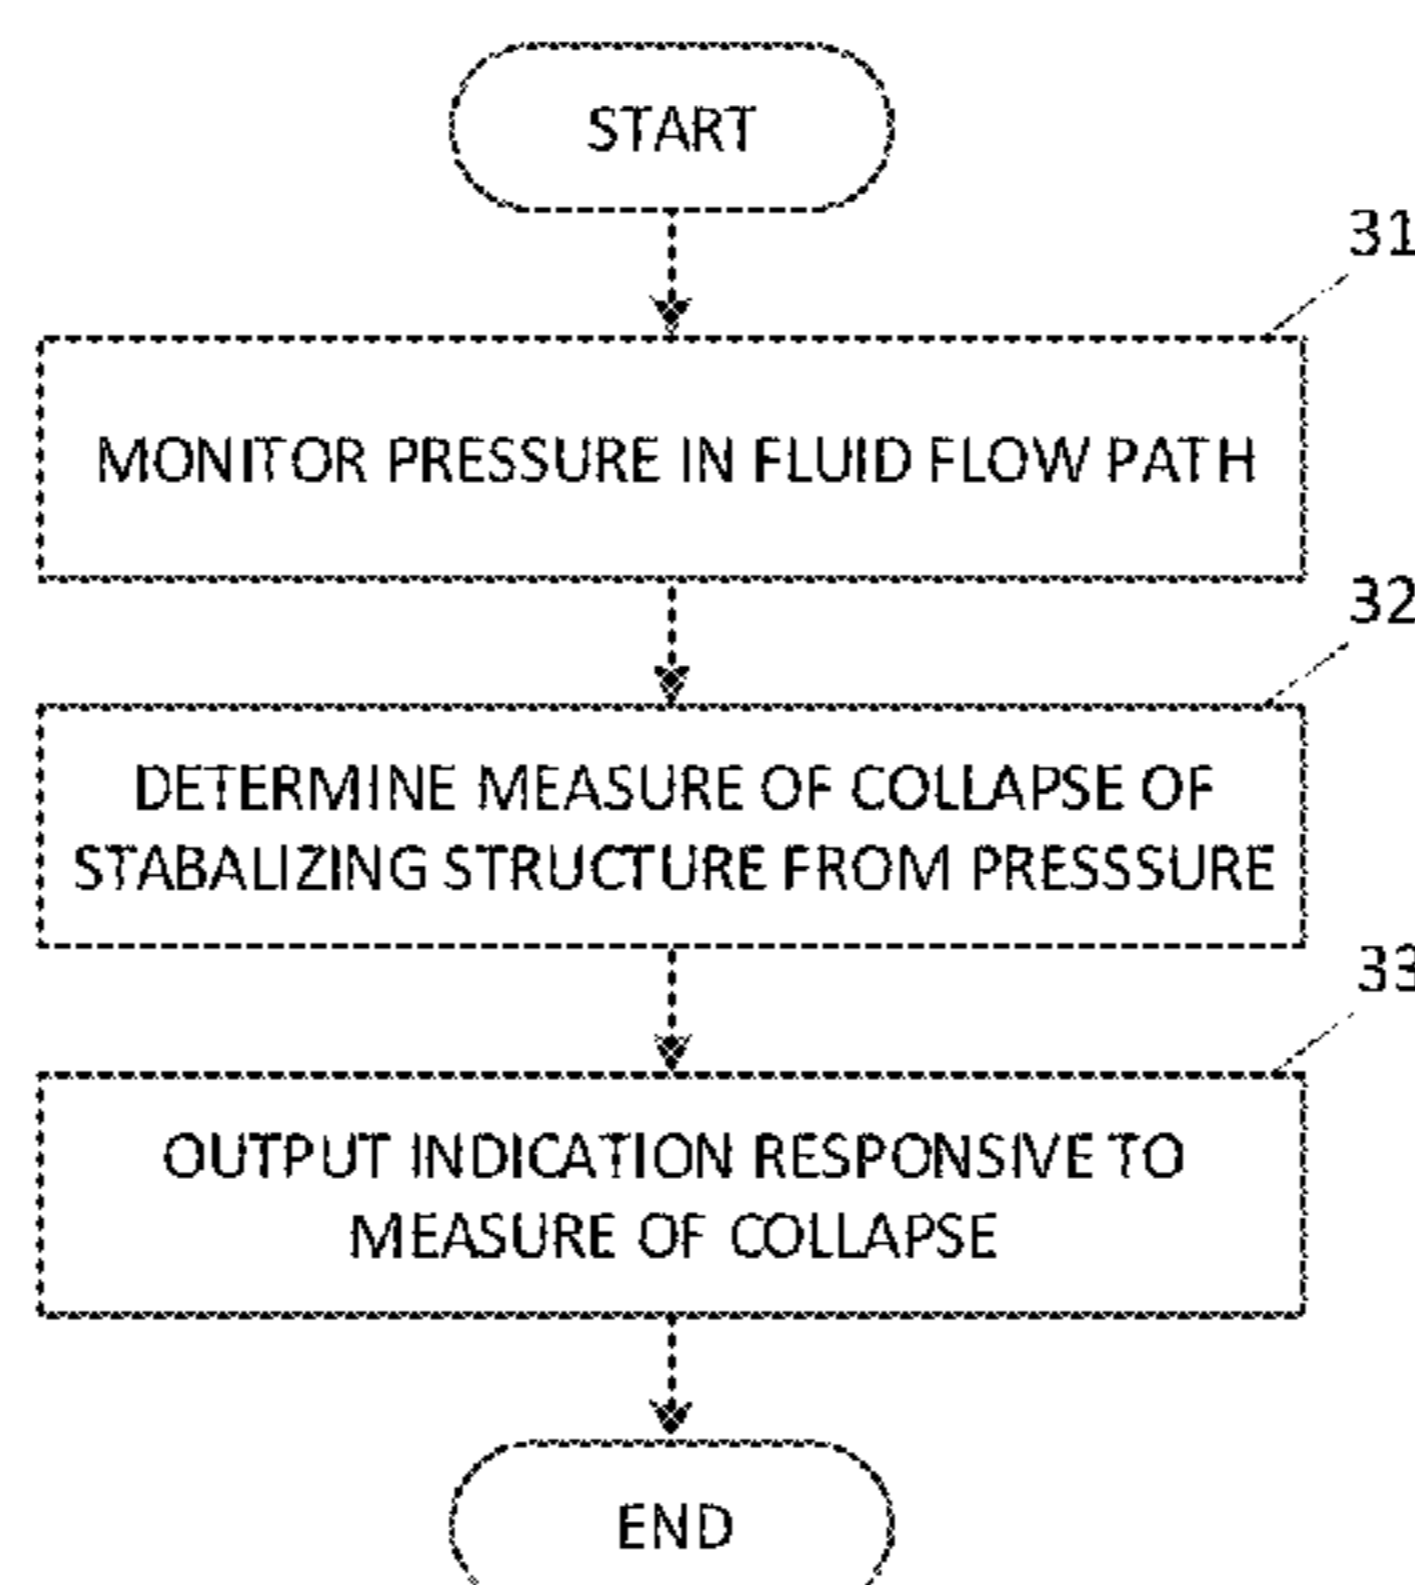 START
31
MONITOR PRESSURE IN FLUID FLOW PATH
32
DETERMINE MEASURE OF COLLAPSE OF
STABALIZING STRUCTURE FROM PRESSSURE
33
OUTPUT INDICATION RESPONSIVE TO
MEASURE OF COLLAPSE
END